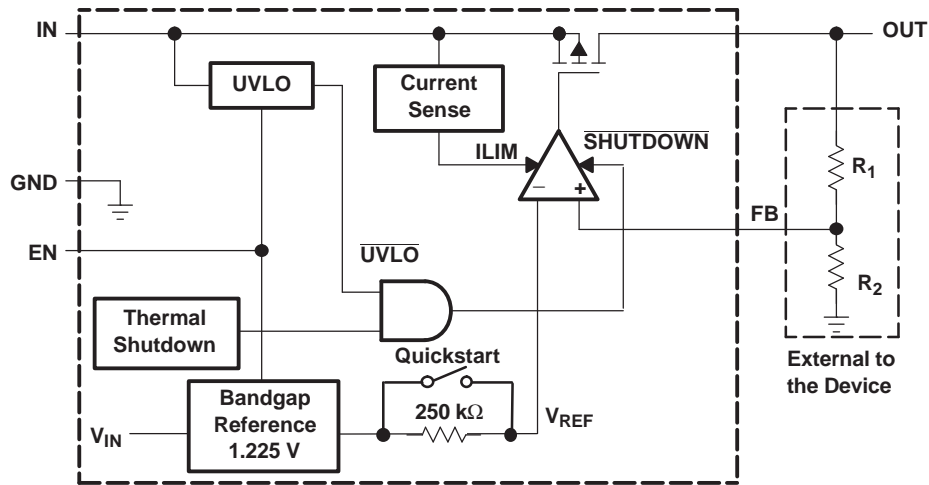 IN
OUT
UVLO
Current
Sense
SHUTDOWN
ILIM
R1
GND
− +
FB
EN
UVLO
R2
Thermal
Shutdown
Quickstart
External to
the Device
Bandgap
Reference
1.225 V
250 kΩ
VREF
VIN